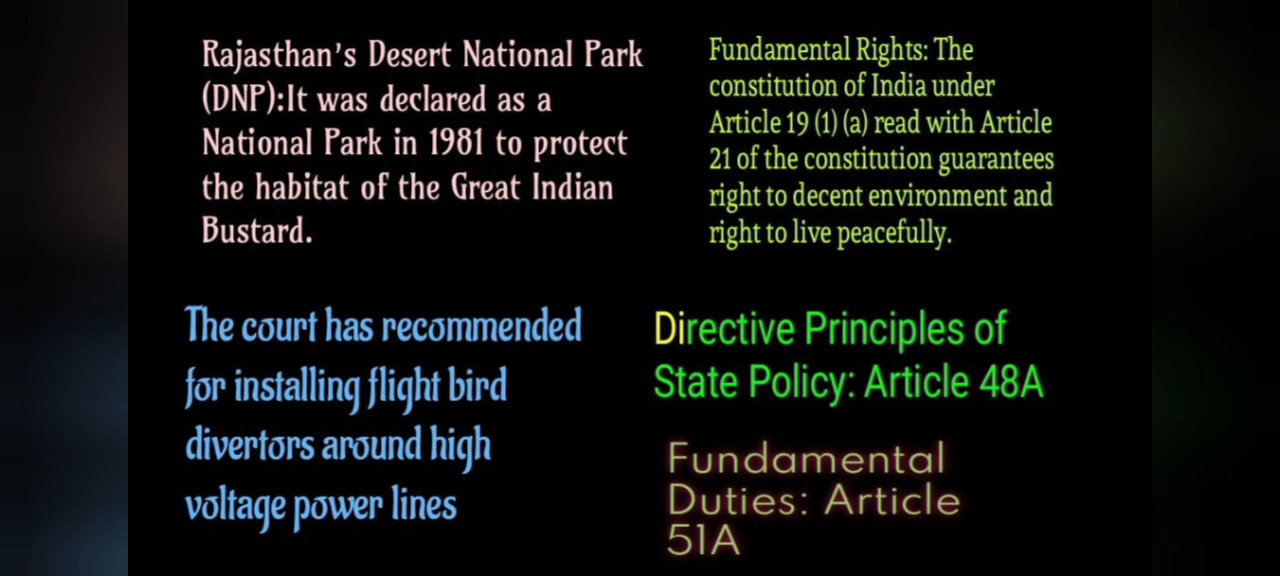 Rajasthan's Desert National Park
(DNP):It was declared as a
National Park in 1981 to protect
the habitat of the Great Indian
Bustard.
Fundamental Rights: The
constitution of India under
Article 19 (1) (a) read with Article
21 of the constitution guarantees
right to decent environment and
right to live peacefully.
The court has recommended
for installing flight bird
divertors around high
voltage power lines
Directive Principles of
State Policy: Article 48A
Fundamental
Duties: Article
51A